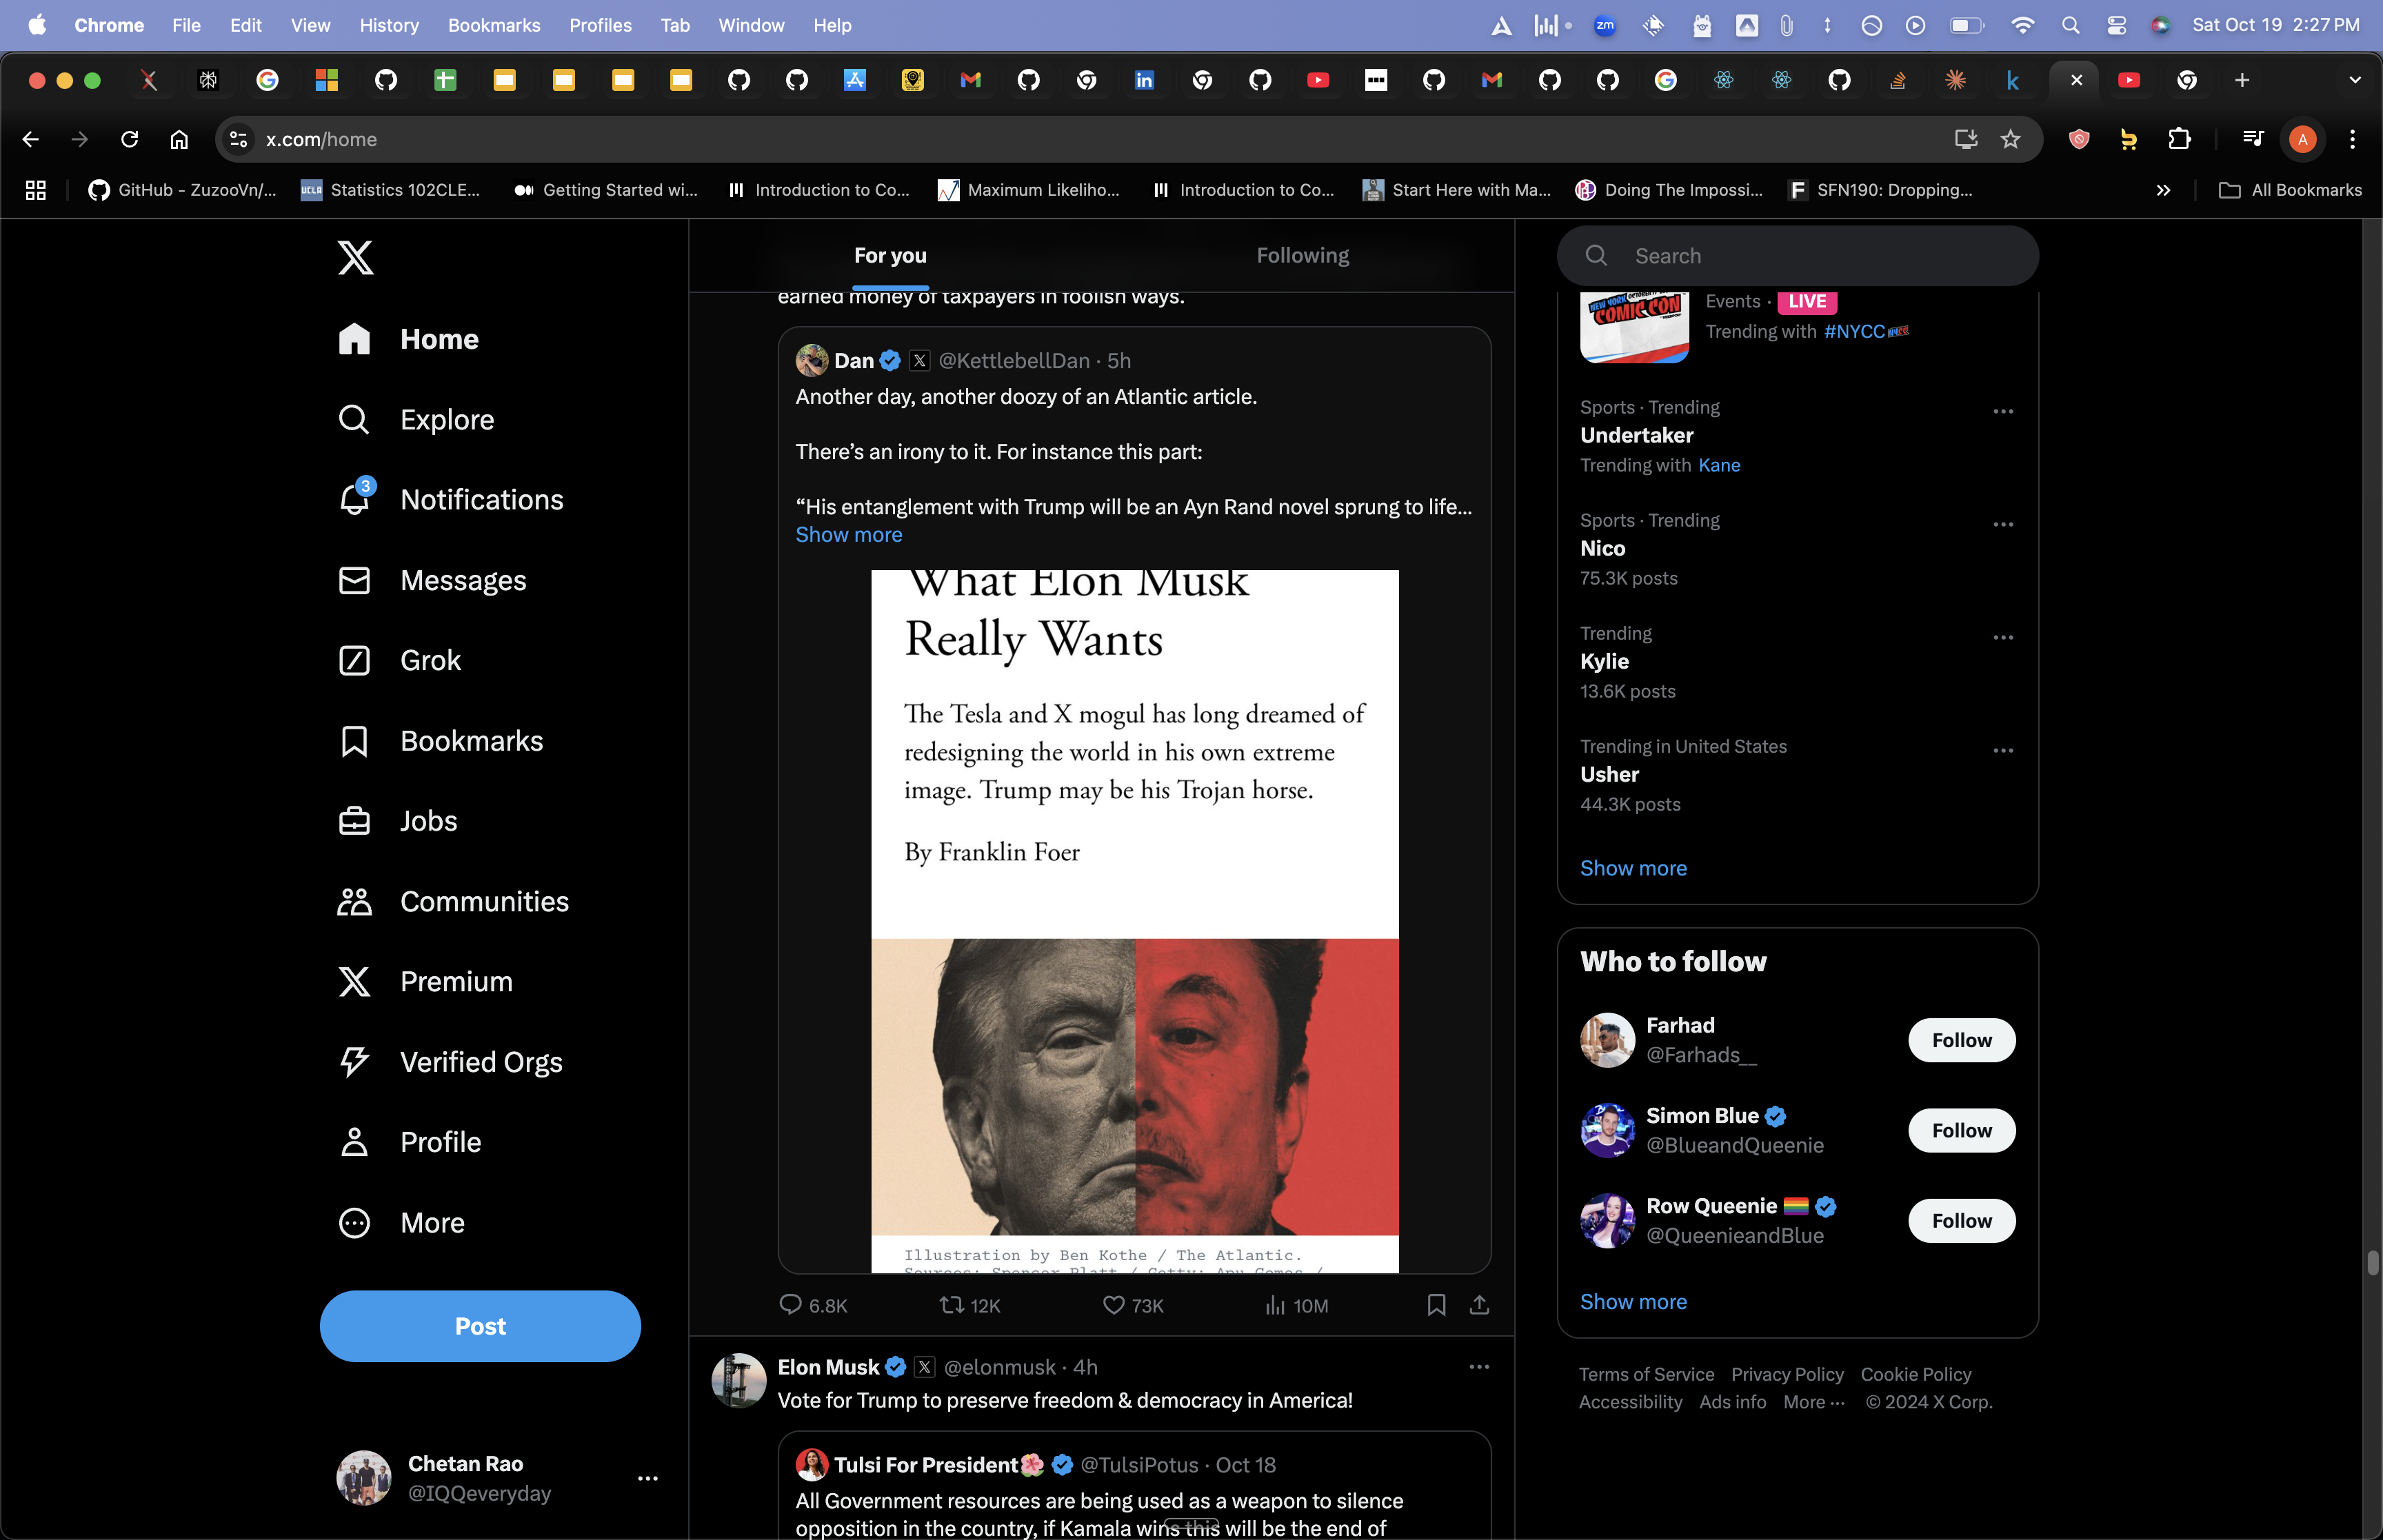 Chrome File Edit View History Bookmarks Profiles Tab Window Help
zm
Sat Oct 19 2:27 PM
x.com/home
A
GitHub - ZuzooVn/...
UCLA Statistics 102CLE...
Getting Started wi...
Introduction to Co...
Maximum Likeliho...
Introduction to Co...
Start Here with Ma...
Doing The Impossi...
F SFN190: Dropping...
All Bookmarks
Home
Explore
3
Notifications
Messages
Grok
Bookmarks
Jobs
Communities
Premium
Verified Orgs
Profile
More
Post
Chetan Rao
@IQQeveryday
For you
Following
earned money of taxpayers in foolish ways.
Dan @KettlebellDan · 5h
Another day, another doozy of an Atlantic article.
There’s an irony to it. For instance this part:
“His entanglement with Trump will be an Ayn Rand novel sprung to life...
Show more
What Elon Musk
Really Wants
The Tesla and X mogul has long dreamed of
redesigning the world in his own extreme
image. Trump may be his Trojan horse.
By Franklin Foer
Illustration by Ben Kothe / The Atlantic.
Sources: Spencer Platt / Getty; Apu Gomes /
6.8K
12K
73K
10M
Elon Musk @elonmusk · 4h
Vote for Trump to preserve freedom & democracy in America!
Tulsi For President @TulsiPotus · Oct 18
All Government resources are being used as a weapon to silence
opposition in the country, if Kamala wins this will be the end of
Search
NEW YORK
COMIC CON
Events · LIVE
Trending with #NYCC
Sports · Trending
Undertaker
Trending with Kane
Sports · Trending
Nico
75.3K posts
Trending
Kylie
13.6K posts
Trending in United States
Usher
44.3K posts
Show more
Who to follow
Farhad
@Farhads__
Follow
Simon Blue
@BlueandQueenie
Follow
Row Queenie
@QueenieandBlue
Follow
Show more
Terms of Service Privacy Policy Cookie Policy
Accessibility Ads info More ··· © 2024 X Corp.